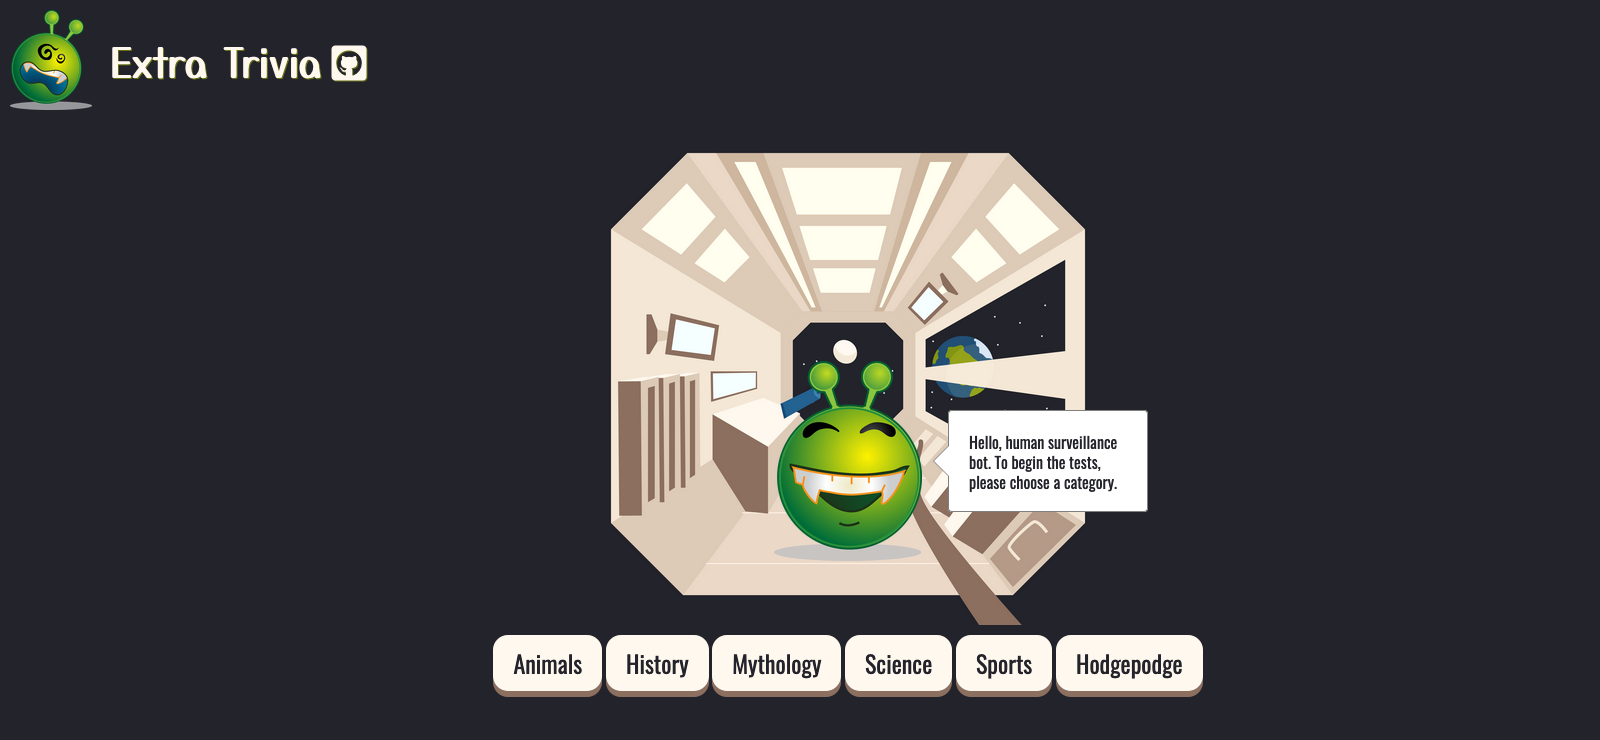 Extra Trivia
Hello, human surveillance
bot. To begin the tests,
please choose a category.
Animals
History
Mythology
Science
Sports
Hodgepodge